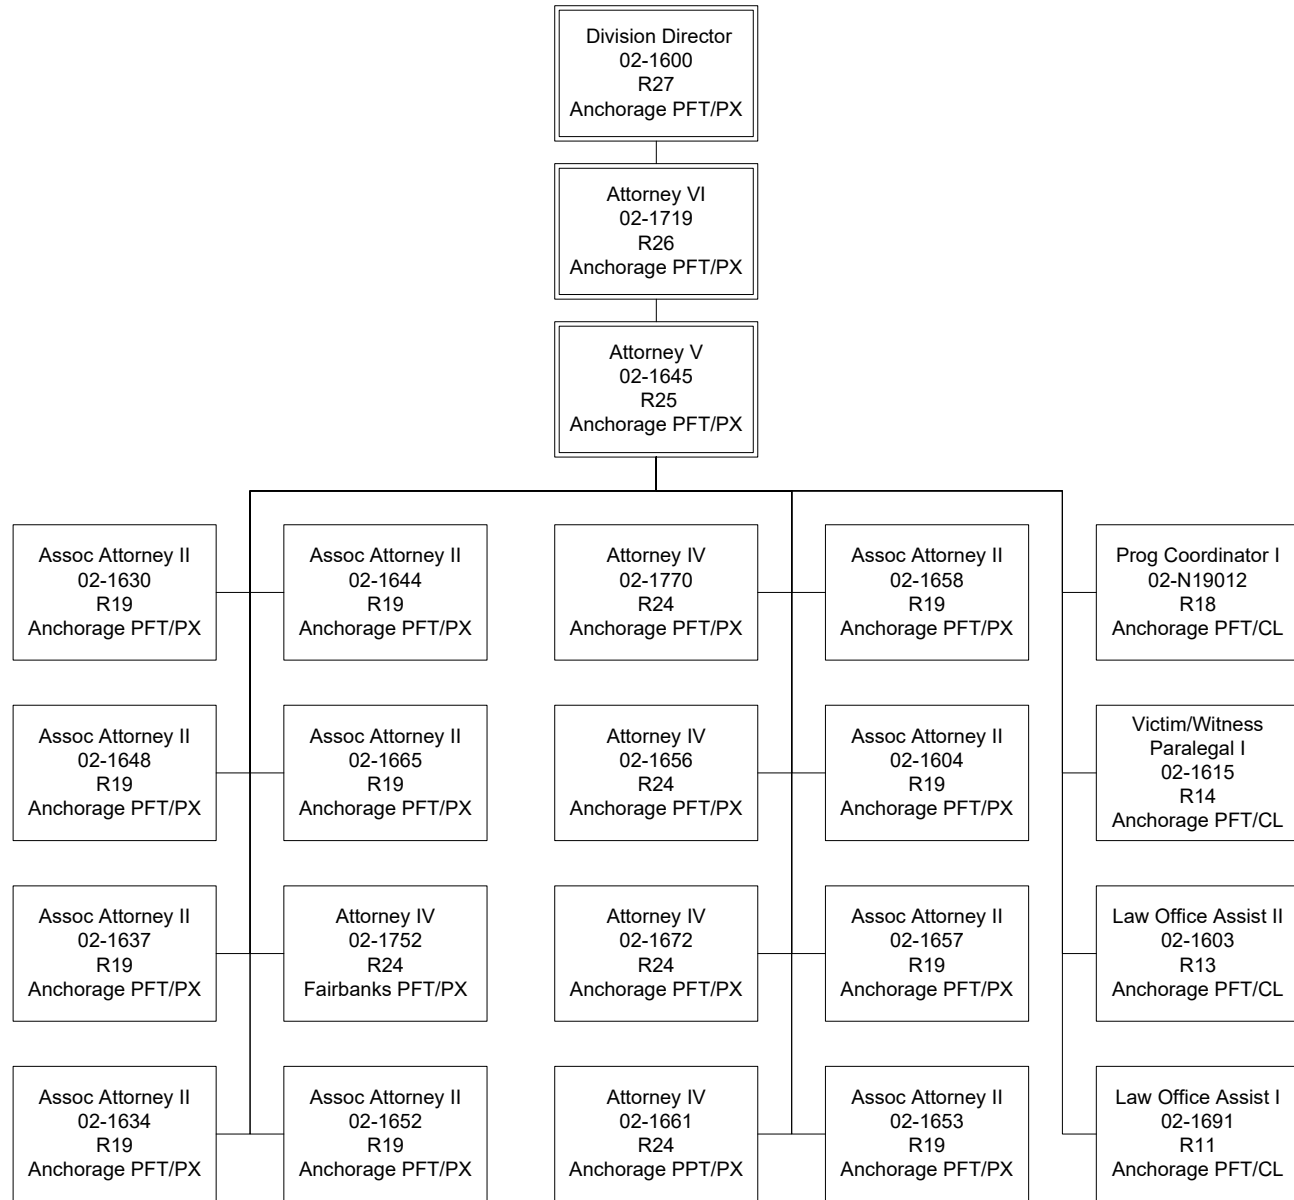 Division Director
02-1600
R27
Anchorage PFT/PX
Attorney VI
02-1719
R26
Anchorage PFT/PX
Attorney V
02-1645
R25
Anchorage PFT/PX
Assoc Attorney II
02-1630
R19
Anchorage PFT/PX
Assoc Attorney II
02-1644
R19
Anchorage PFT/PX
Attorney IV
02-1770
R24
Anchorage PFT/PX
Assoc Attorney II
02-1658
R19
Anchorage PFT/PX
Prog Coordinator I
02-N19012
R18
Anchorage PFT/CL
Assoc Attorney II
02-1648
R19
Anchorage PFT/PX
Assoc Attorney II
02-1665
R19
Anchorage PFT/PX
Attorney IV
02-1656
R24
Anchorage PFT/PX
Assoc Attorney II
02-1604
R19
Anchorage PFT/PX
Victim/Witness
Paralegal I
02-1615
R14
Anchorage PFT/CL
Assoc Attorney II
02-1637
R19
Anchorage PFT/PX
Attorney IV
02-1752
R24
Fairbanks PFT/PX
Attorney IV
02-1672
R24
Anchorage PFT/PX
Assoc Attorney II
02-1657
R19
Anchorage PFT/PX
Law Office Assist II
02-1603
R13
Anchorage PFT/CL
Assoc Attorney II
02-1634
R19
Anchorage PFT/PX
Assoc Attorney II
02-1652
R19
Anchorage PFT/PX
Attorney IV
02-1661
R24
Anchorage PPT/PX
Assoc Attorney II
02-1653
R19
Anchorage PFT/PX
Law Office Assist I
02-1691
R11
Anchorage PFT/CL